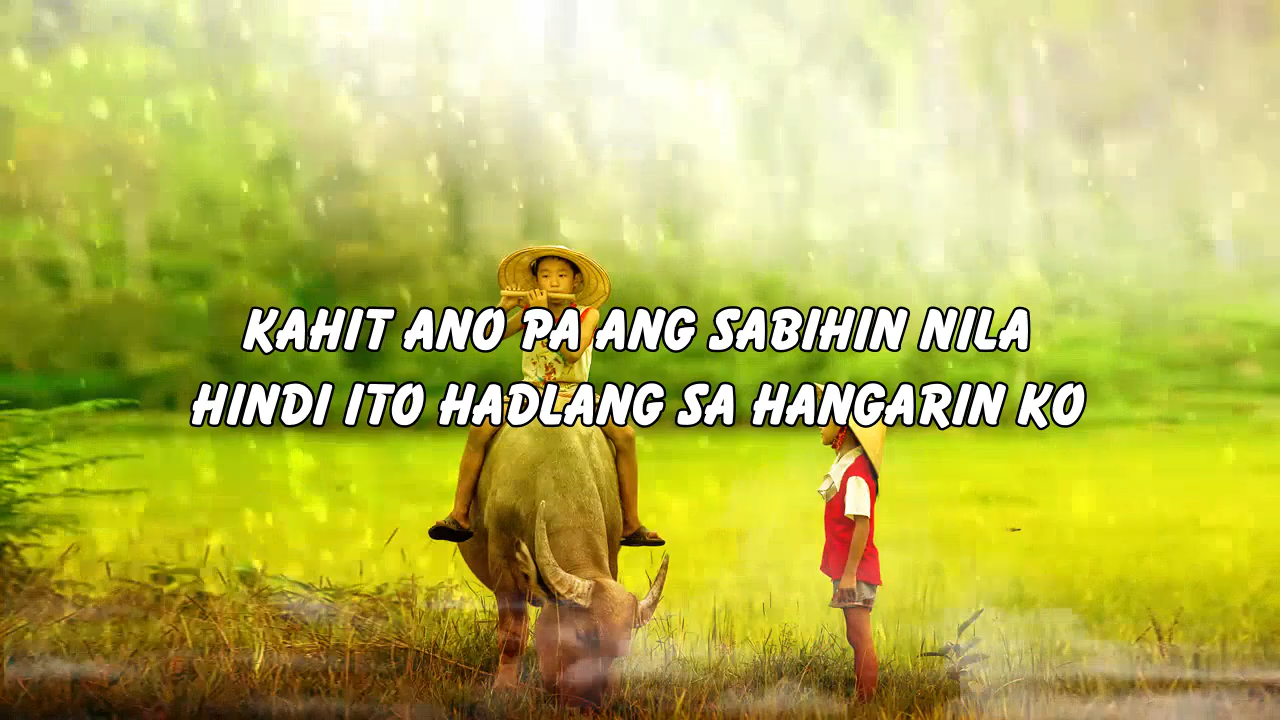 KAHIT ANO PA ANG SABIHIN NILA
HINDI ITO HADLANG SA HANGARIN KO